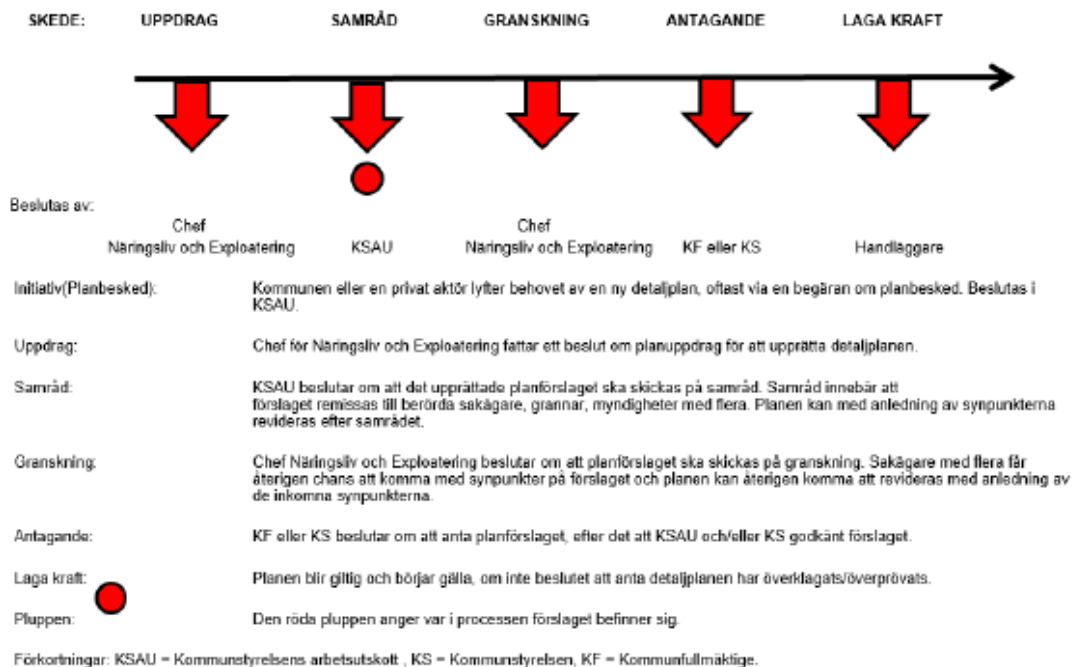 SKEDE: UPPDRAG SAMRÅD GRANSKNING ANTAGANDE LAGA KRAFT
Beslutas av:
Chef Chef
Näringsliv och Exploatering KSAU Näringsliv och Exploatering KF eller KS Handläggare
Initiativ(Planbesked): Kommunen eller en privat aktör lyfter behovet av en ny detaljplan, oftast via en begäran om planbesked. Beslutas i
KSAU.
Uppdrag: Chef för Näringsliv och Exploatering fattar ett beslut om planuppdrag för att upprätta detaljplanen.
Samråd: KSAU beslutar om att det upprättade planförslaget ska skickas på samråd. Samråd innebär att
förslaget remissas till berörda sakägare, grannar, myndigheter med flera. Planen kan med anledning av synpunkterna
revideras efter samrådet.
Granskning: Chef Näringsliv och Exploatering beslutar om att planförslaget ska skickas på granskning. Sakägare med flera får
återigen chans att komma med synpunkter på förslaget och planen kan återigen komma att revideras med anledning av
de inkomna synpunkterna.
Antagande: KF eller KS beslutar om att anta planförslaget, efter det att KSAU och/eller KS godkänt förslaget.
Laga kraft: Planen blir giltig och börjar gälla, om inte beslutet att anta detaljplanen har överklagats/överprövats.
Pluppen: Den röda pluppen anger var i processen förslaget befinner sig.
Förkortningar: KSAU = Kommunstyrelsens arbetsutskott , KS = Kommunstyrelsen, KF = Kommunfullmäktige.